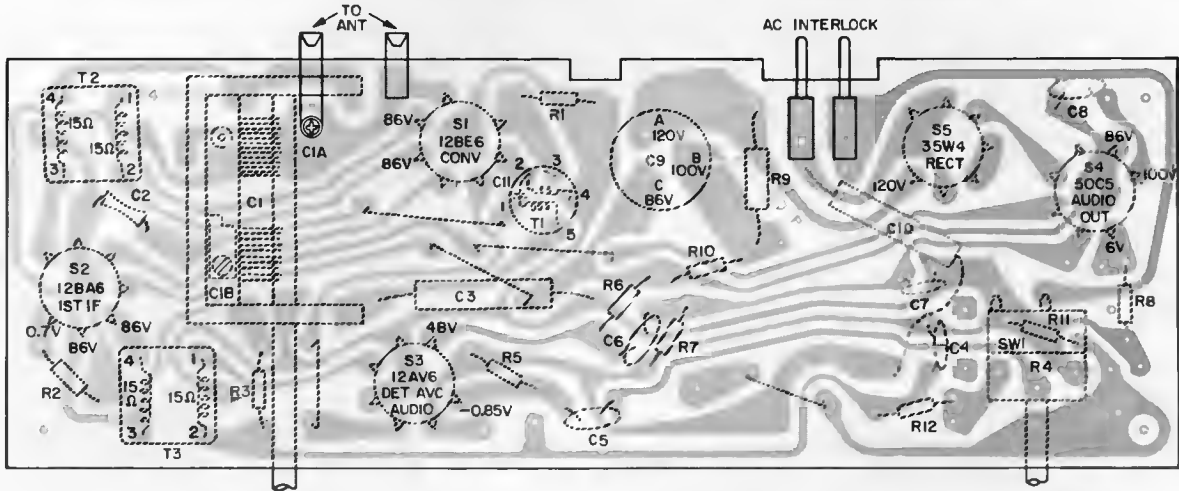 TO
ANT
AC INTERLOCK
T2
4
1
4
15Ω
15Ω
3
2
C2
C1A
C1
C1B
86V
86V
S1
12BE6
CONV
R1
C11
2
3
1
4
T1
5
A
120V
C9
B
100V
C
86V
R9
S5
35W4
RECT
120V
C8
86V
S4
50C5
AUDIO
OUT
100V
6V
C10
S2
12BA6
1ST IF
0.7V
86V
86V
R2
C3
R6
R10
C6
R7
C7
C4
R11
SW1
R4
R8
4
1
15Ω
15Ω
3
2
T3
R3
48V
S3
12AV6
DET AVC
AUDIO
-0.85V
R5
C5
R12